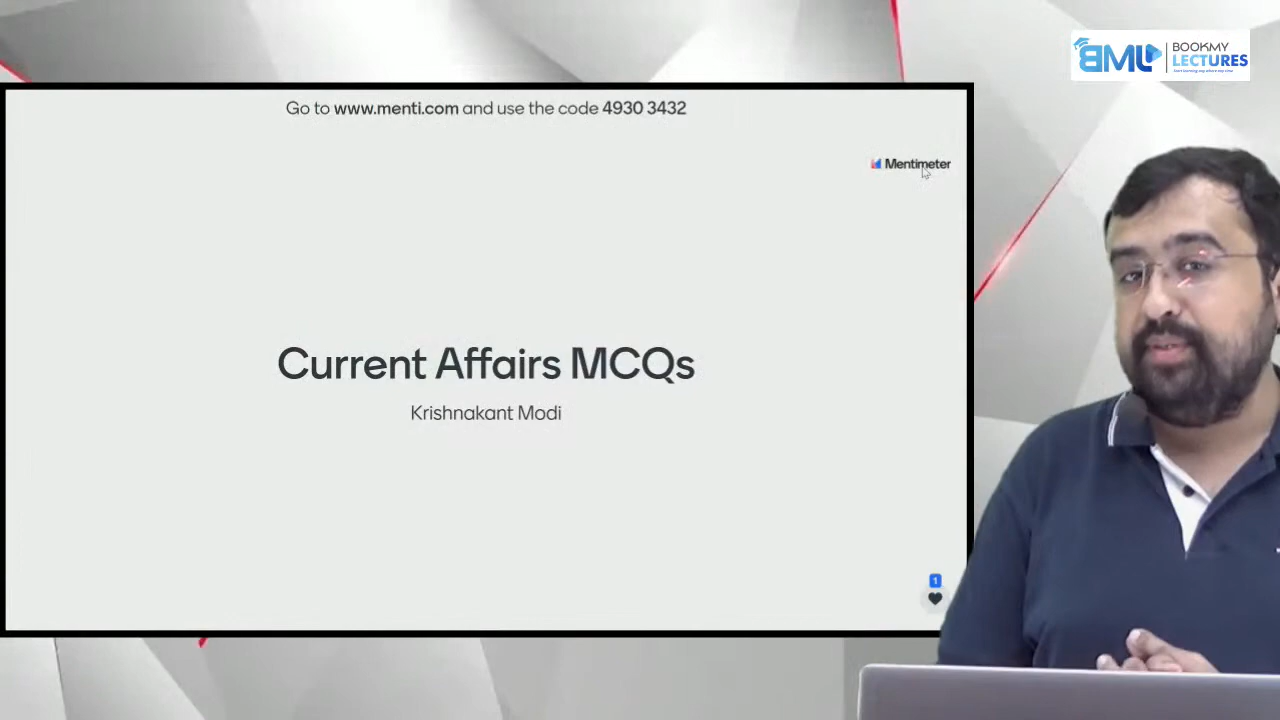 BML
BOOKMY
LECTURES
Go to www.menti.com and use the code 4930 3432
Mentimeter
Current Affairs MCQs
Krishnakant Modi
1